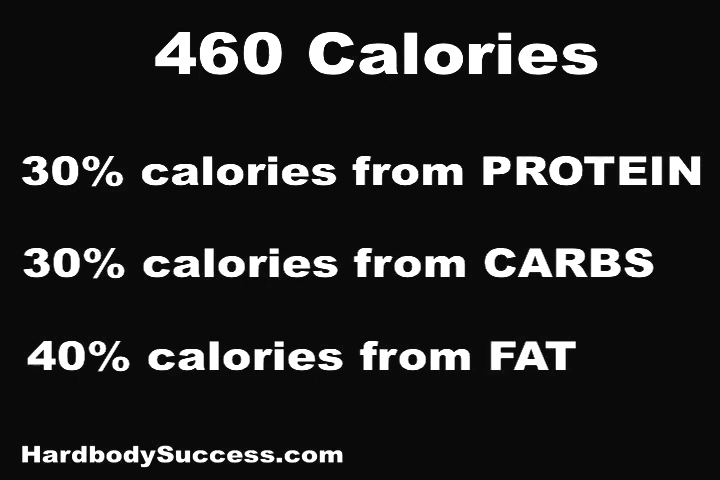 460 Calories
30% calories from PROTEIN
30% calories from CARBS
40% calories from FAT
HardbodySuccess.com